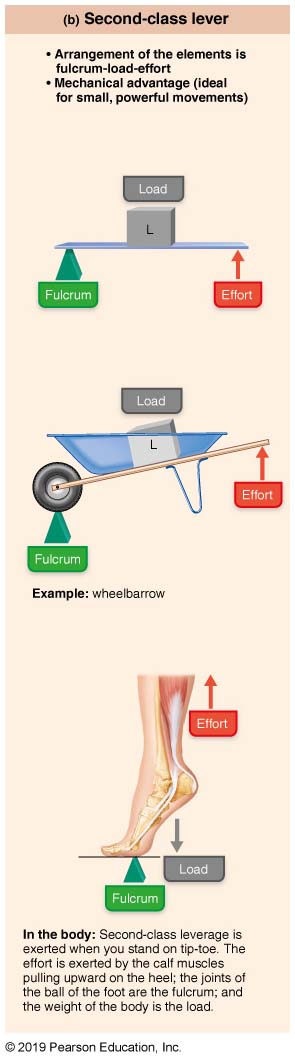 (b) Second-class lever
• Arrangement of the elements is
fulcrum-load-effort
• Mechanical advantage (ideal
for small, powerful movements)
Load
L
Fulcrum
Effort
Load
L
Effort
Fulcrum
Example: wheelbarrow
Effort
Load
Fulcrum
In the body: Second-class leverage is
exerted when you stand on tip-toe. The
effort is exerted by the calf muscles
pulling upward on the heel; the joints of
the ball of the foot are the fulcrum; and
the weight of the body is the load.
© 2019 Pearson Education, Inc.